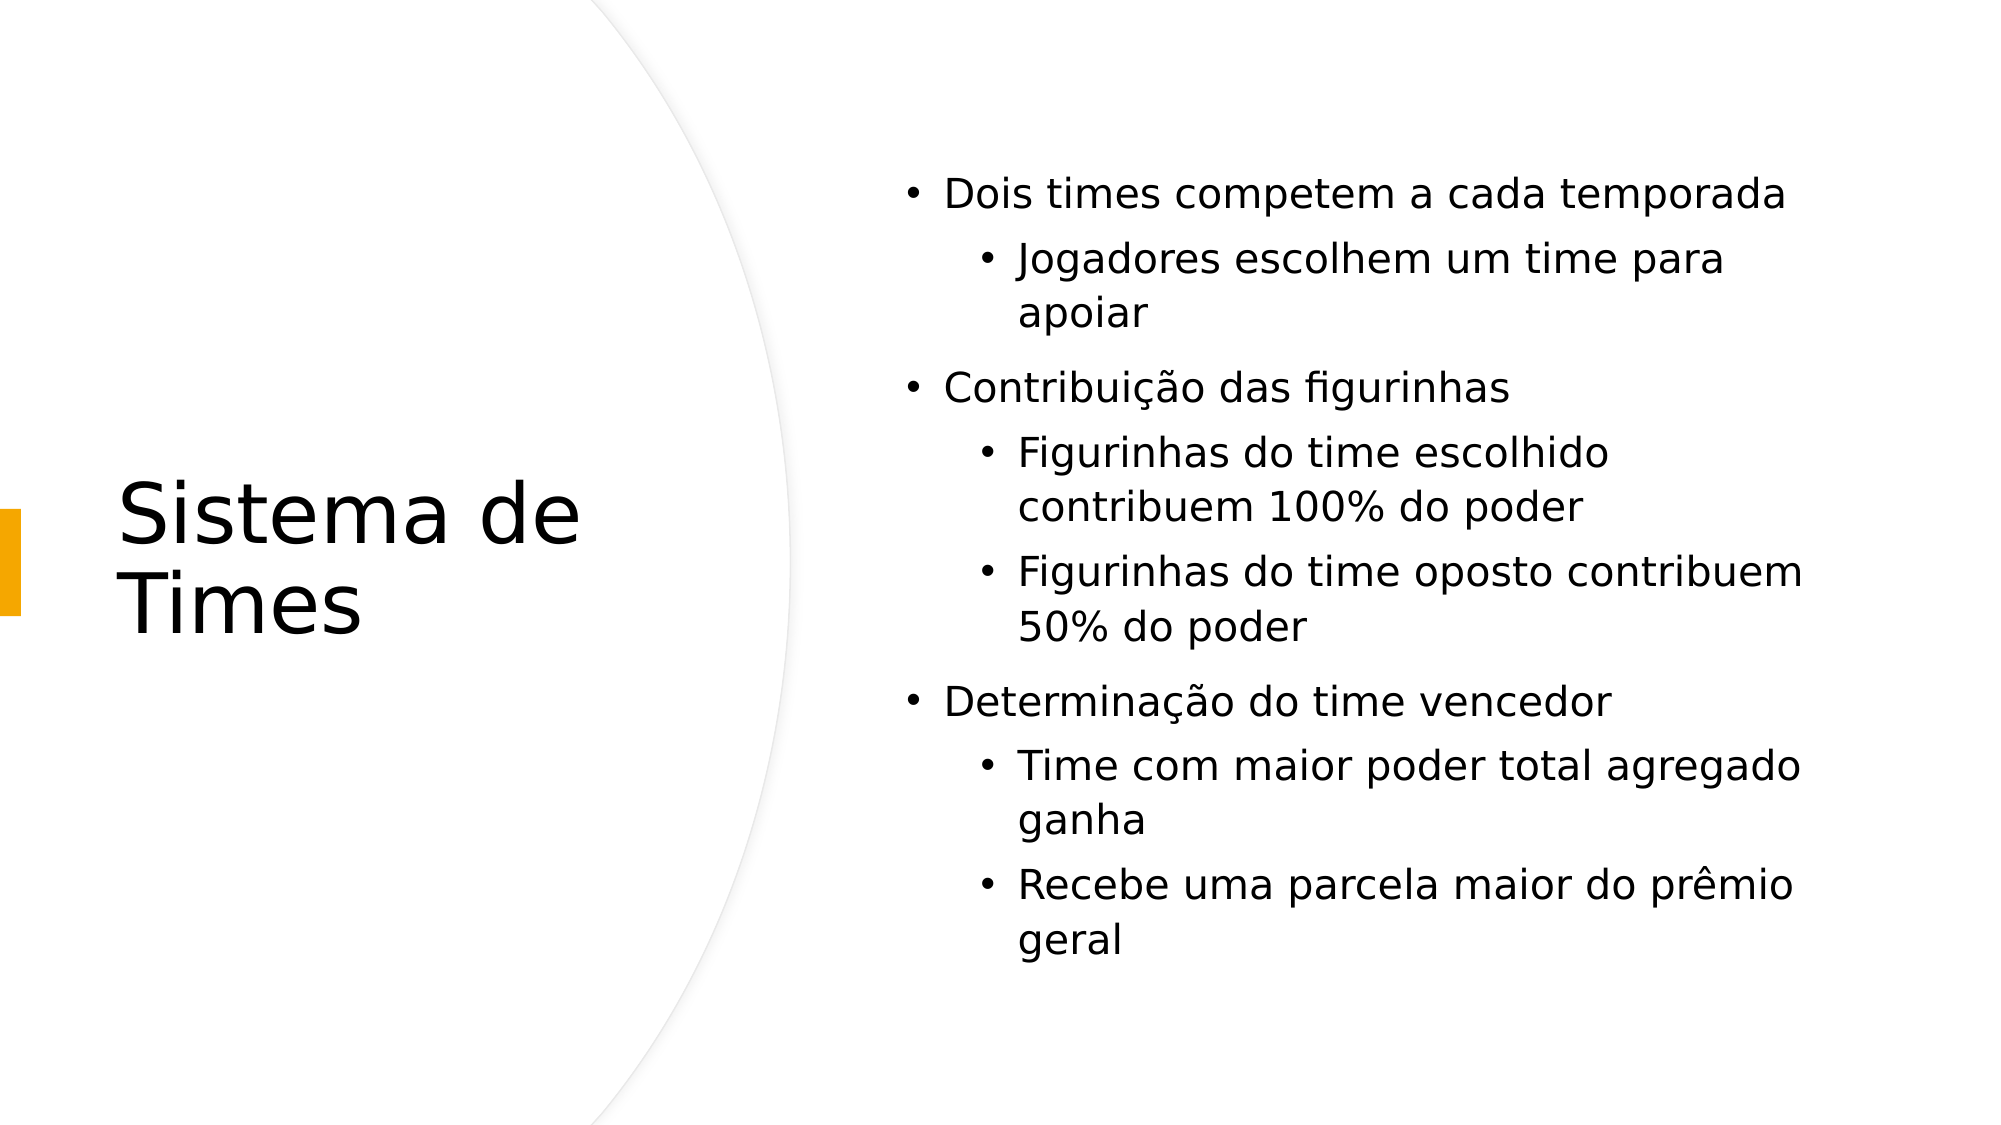 Sistema de
Times
• Dois times competem a cada temporada
• Jogadores escolhem um time para
apoiar
• Contribuição das figurinhas
• Figurinhas do time escolhido
contribuem 100% do poder
• Figurinhas do time oposto contribuem
50% do poder
• Determinação do time vencedor
• Time com maior poder total agregado
ganha
• Recebe uma parcela maior do prêmio
geral